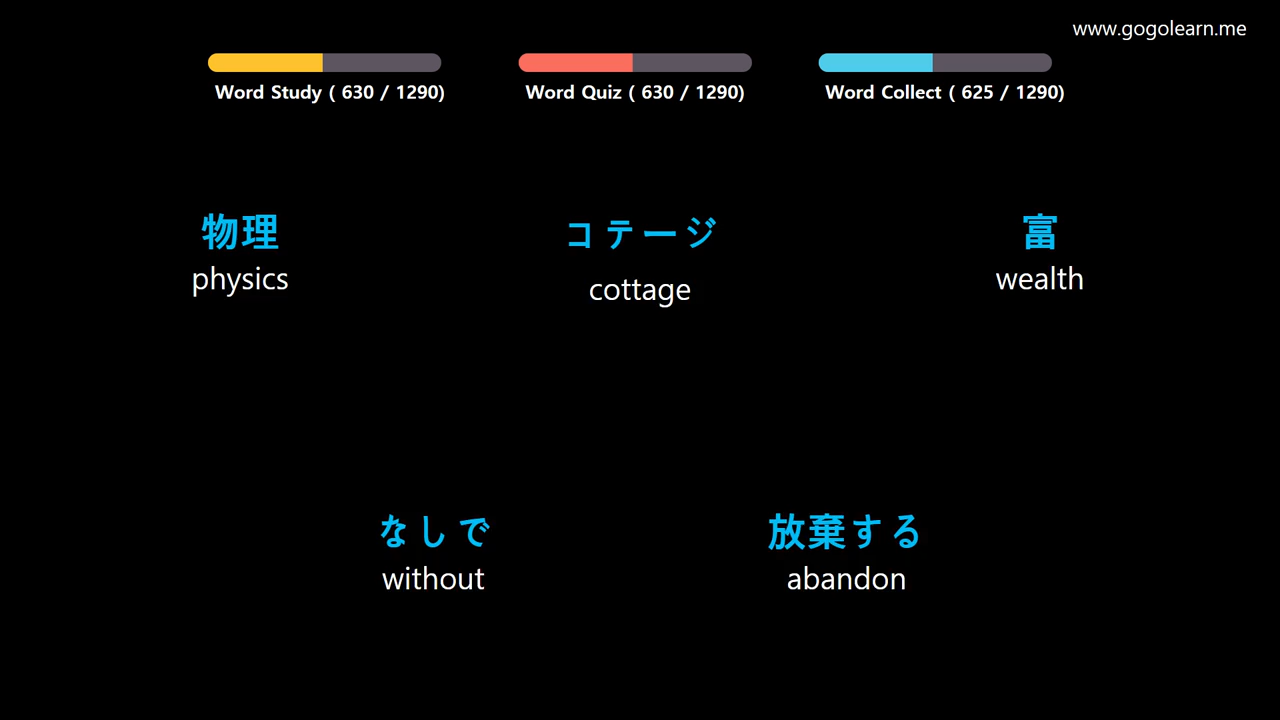 www.gogolearn.me
Word Study ( 630 / 1290)
Word Quiz ( 630 / 1290)
Word Collect ( 625 / 1290)
物理
physics
コテージ
cottage
富
wealth
なしで
without
放棄する
abandon